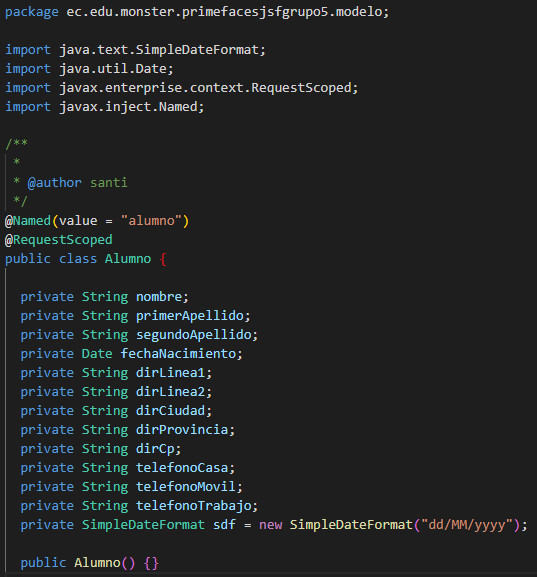 package ec.edu.monster.primefacesjsfgrupo5.modelo;
import java.text.SimpleDateFormat;
import java.util.Date;
import javax.enterprise.context.RequestScoped;
import javax.inject.Named;
/**
 *
 * @author santi
 */
@Named(value = "alumno")
@RequestScoped
public class Alumno {
  private String nombre;
  private String primerApellido;
  private String segundoApellido;
  private Date fechaNacimiento;
  private String dirLinea1;
  private String dirLinea2;
  private String dirCiudad;
  private String dirProvincia;
  private String dirCp;
  private String telefonoCasa;
  private String telefonoMovil;
  private String telefonoTrabajo;
  private SimpleDateFormat sdf = new SimpleDateFormat("dd/MM/yyyy");
  public Alumno() {}